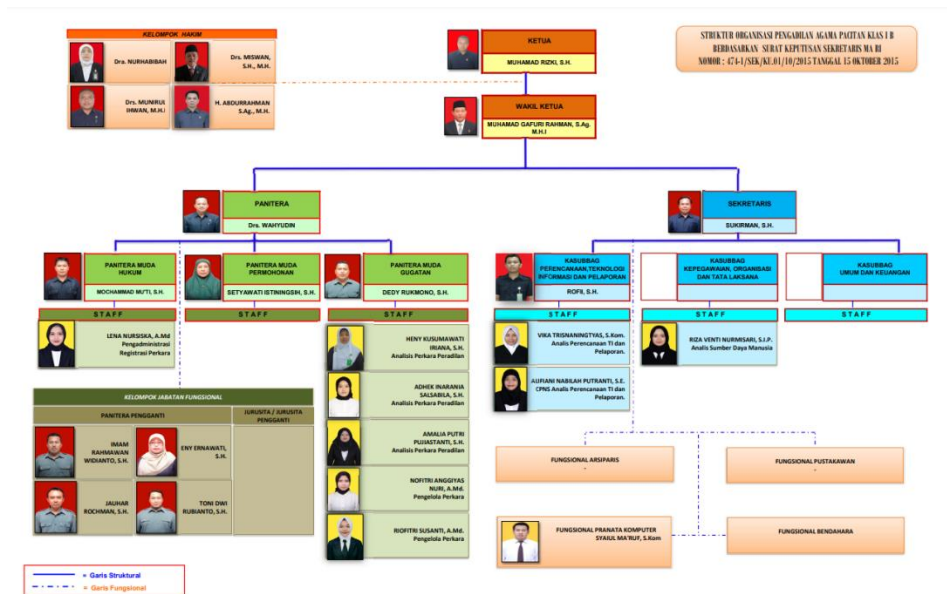 STRUKTUR ORGANISASI PENGADILAN AGAMA PACITAN KLAS I B
BERDASARKAN SURAT KEPUTUSAN SEKRETARIS MA RI
NOMOR : 474-1/SEK/KU.01/10/2015 TANGGAL 15 OKTOBER 2015
KELOMPOK HAKIM
Dra. NURHABIBAH
Drs. MISWAN,
S.H., M.H.
Drs. MUNIRUL
IHWAN, M.H.I
H. ABDURRAHMAN
S.Ag., M.H.
KETUA
MUHAMAD RIZKI, S.H.
WAKIL KETUA
MUHAMAD GAFURI RAHMAN, S.Ag.
M.H.I
PANITERA
Drs. WAHYUDIN
SEKRETARIS
SUKIRMAN, S.H.
PANITERA MUDA
HUKUM
MOCHAMMAD MU'TI, S.H.
PANITERA MUDA
PERMOHONAN
SETYAWATI ISTININGSIH, S.H.
PANITERA MUDA
GUGATAN
DEDY RUKMONO, S.H.
KASUBBAG
PERENCANAAN,TEKNOLOGI
INFORMASI DAN PELAPORAN
ROFII, S.H.
KASUBBAG
KEPEGAWAIAN, ORGANISASI
DAN TATA LAKSANA
KASUBBAG
UMUM DAN KEUANGAN
STAFF
STAFF
STAFF
STAFF
STAFF
STAFF
LENA NURSISKA, A.Md
Pengadministrasi
Registrasi Perkara
HENY KUSUMAWATI
IRIANA, S.H.
Analisis Perkara Peradilan
ADHEK INARANIA
SALSABILA, S.H.
Analisis Perkara Peradilan
AMALIA PUTRI
PUJIASTANTI, S.H.
Analisis Perkara Peradilan
NOFITRI ANGGIYAS
NURI, A.Md.
Pengelola Perkara
RIOFITRI SUSANTI, A.Md.
Pengelola Perkara
VIKA TRISNANINGTYAS, S.Kom.
Analis Perencanaan TI dan
Pelaporan.
ALIFIANI NABILAH PUTRANTI, S.E.
CPNS Analis Perencanaan TI dan
Pelaporan.
RIZA VENTI NURMISARI, S.I.P.
Analis Sumber Daya Manusia
KELOMPOK JABATAN FUNGSIONAL
PANITERA PENGGANTI
JURUSITA / JURUSITA
PENGGANTI
IMAM
RAHMAWAN
WIDIANTO, S.H.
ENY ERNAWATI,
S.H.
JAUHAR
ROCHMAN, S.H.
TONI DWI
RUBIANTO, S.H.
FUNGSIONAL ARSIPARIS
-
FUNGSIONAL PUSTAKAWAN
-
FUNGSIONAL PRANATA KOMPUTER
SYAIUL MA'RUF, S.Kom
FUNGSIONAL BENDAHARA
= Garis Struktural
= Garis Fungsional